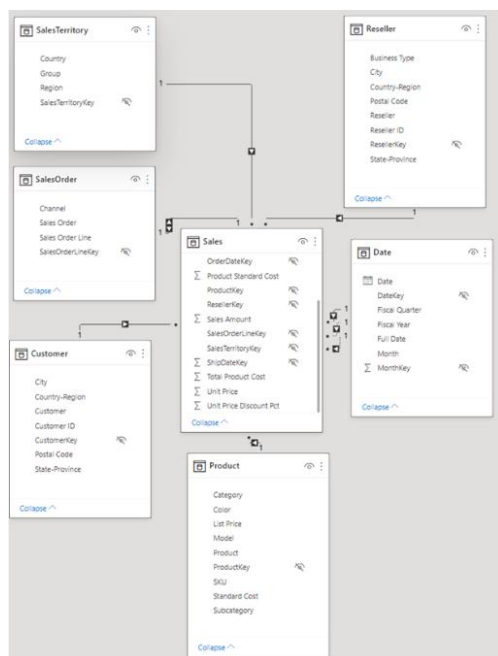 SalesTerritory
Country
Group
Region
SalesTerritoryKey
Collapse
Reseller
Business Type
City
Country-Region
Postal Code
Reseller
Reseller ID
ResellerKey
State-Province
Collapse
1
1
SalesOrder
Channel
Sales Order
Sales Order Line
SalesOrderLineKey
Collapse
1
1
*
*
Sales
OrderDateKey
Σ Product Standard Cost
ProductKey
ResellerKey
Σ Sales Amount
SalesOrderLineKey
SalesTerritoryKey
Σ ShipDateKey
Σ Total Product Cost
Σ Unit Price
Σ Unit Price Discount Pct
Collapse
Date
Date
DateKey
Fiscal Quarter
Fiscal Year
Full Date
Month
Σ MonthKey
Collapse
1
1
1
*
*
*
*
1
Customer
City
Country-Region
Customer
Customer ID
CustomerKey
Postal Code
State-Province
Collapse
*
1
Product
Category
Color
List Price
Model
Product
ProductKey
SKU
Standard Cost
Subcategory
Collapse